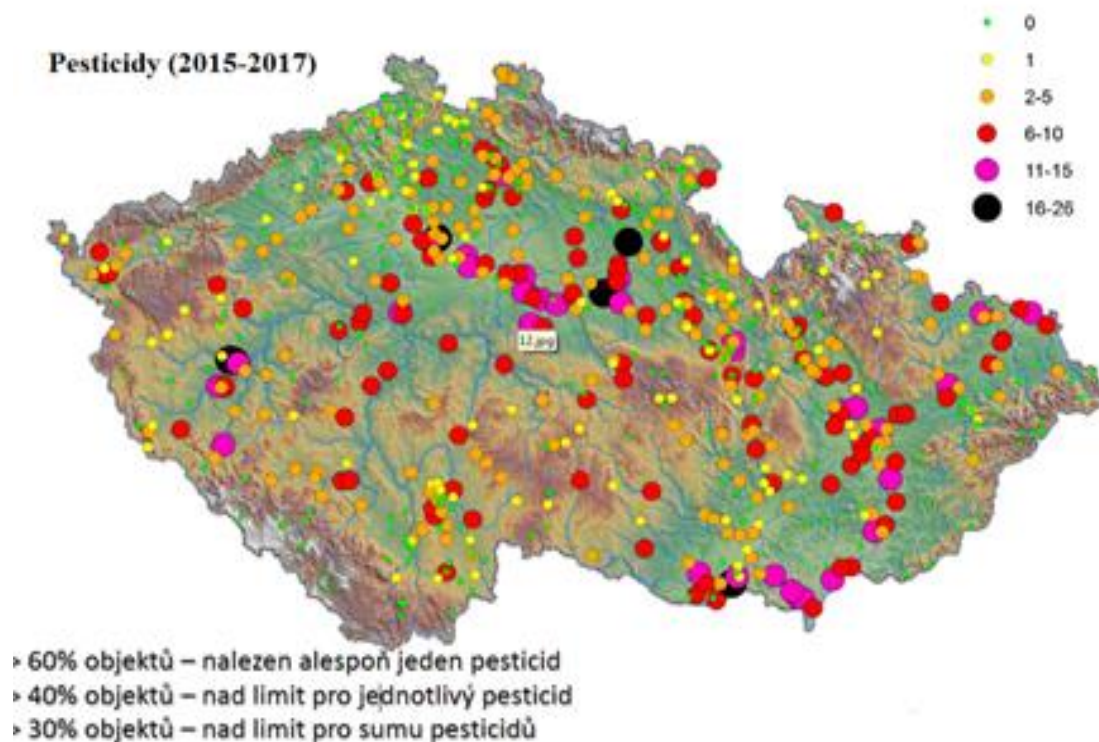 Pesticidy (2015-2017)
0
1
2-5
6-10
11-15
16-26
12.jpg
> 60% objektů – nalezen alespoň jeden pesticid
> 40% objektů – nad limit pro jednotlivý pesticid
> 30% objektů – nad limit pro sumu pesticidů